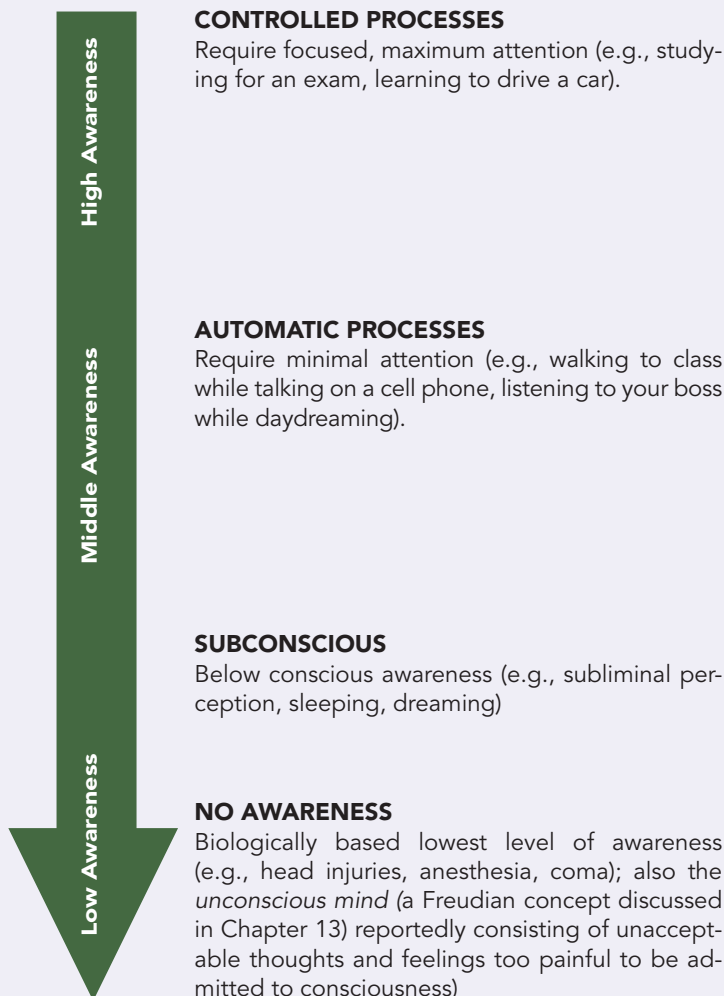 CONTROLLED PROCESSES
Require focused, maximum attention (e.g., study-
ing for an exam, learning to drive a car).
High Awareness
AUTOMATIC PROCESSES
Require minimal attention (e.g., walking to class
while talking on a cell phone, listening to your boss
while daydreaming).
Middle Awareness
SUBCONSCIOUS
Below conscious awareness (e.g., subliminal per-
ception, sleeping, dreaming)
Low Awareness
NO AWARENESS
Biologically based lowest level of awareness
(e.g., head injuries, anesthesia, coma); also the
unconscious mind (a Freudian concept discussed
in Chapter 13) reportedly consisting of unaccept-
able thoughts and feelings too painful to be ad-
mitted to consciousness)